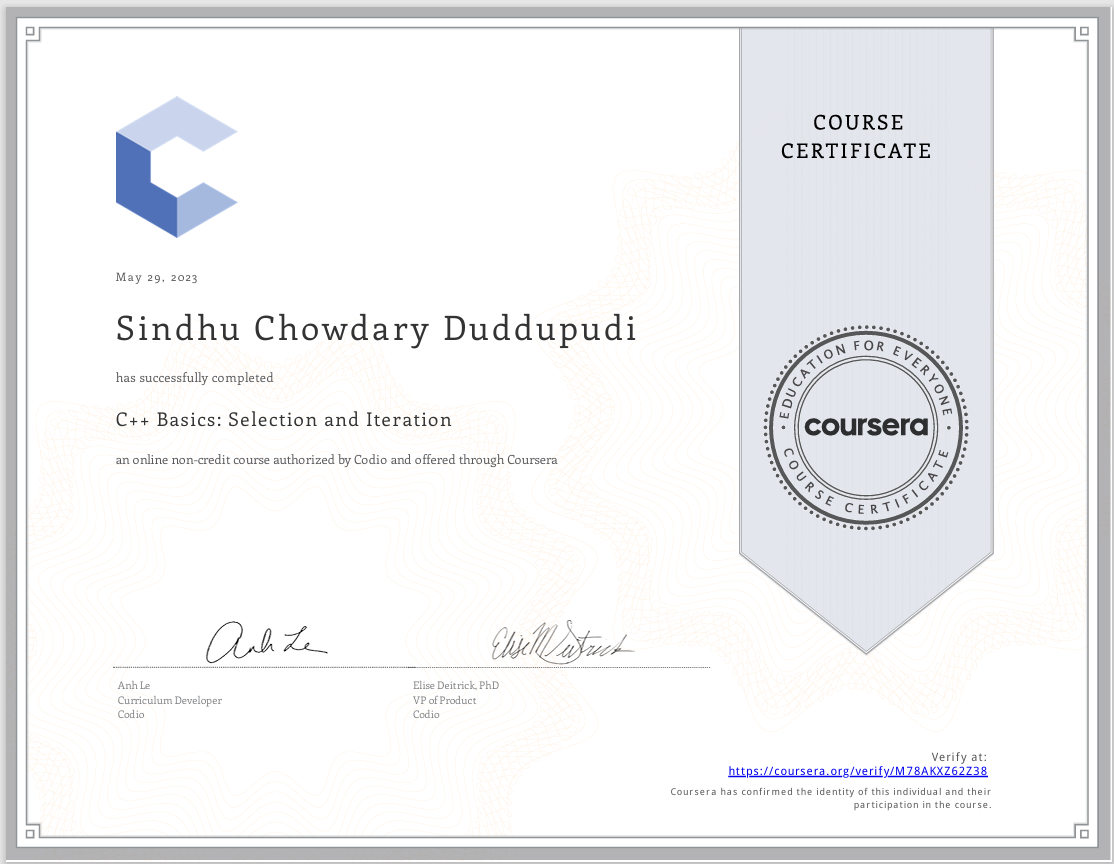 COURSE
CERTIFICATE
May 29, 2023
Sindhu Chowdary Duddupudi
has successfully completed
C++ Basics: Selection and Iteration
an online non-credit course authorized by Codio and offered through Coursera
EDUCATION FOR EVERYONE
coursera
COURSE CERTIFICATE
Anh Le
Elise M Deitrick
Anh Le
Curriculum Developer
Codio
Elise Deitrick, PhD
VP of Product
Codio
Verify at:
https://coursera.org/verify/M78AKXZ62Z38
Coursera has confirmed the identity of this individual and their
participation in the course.